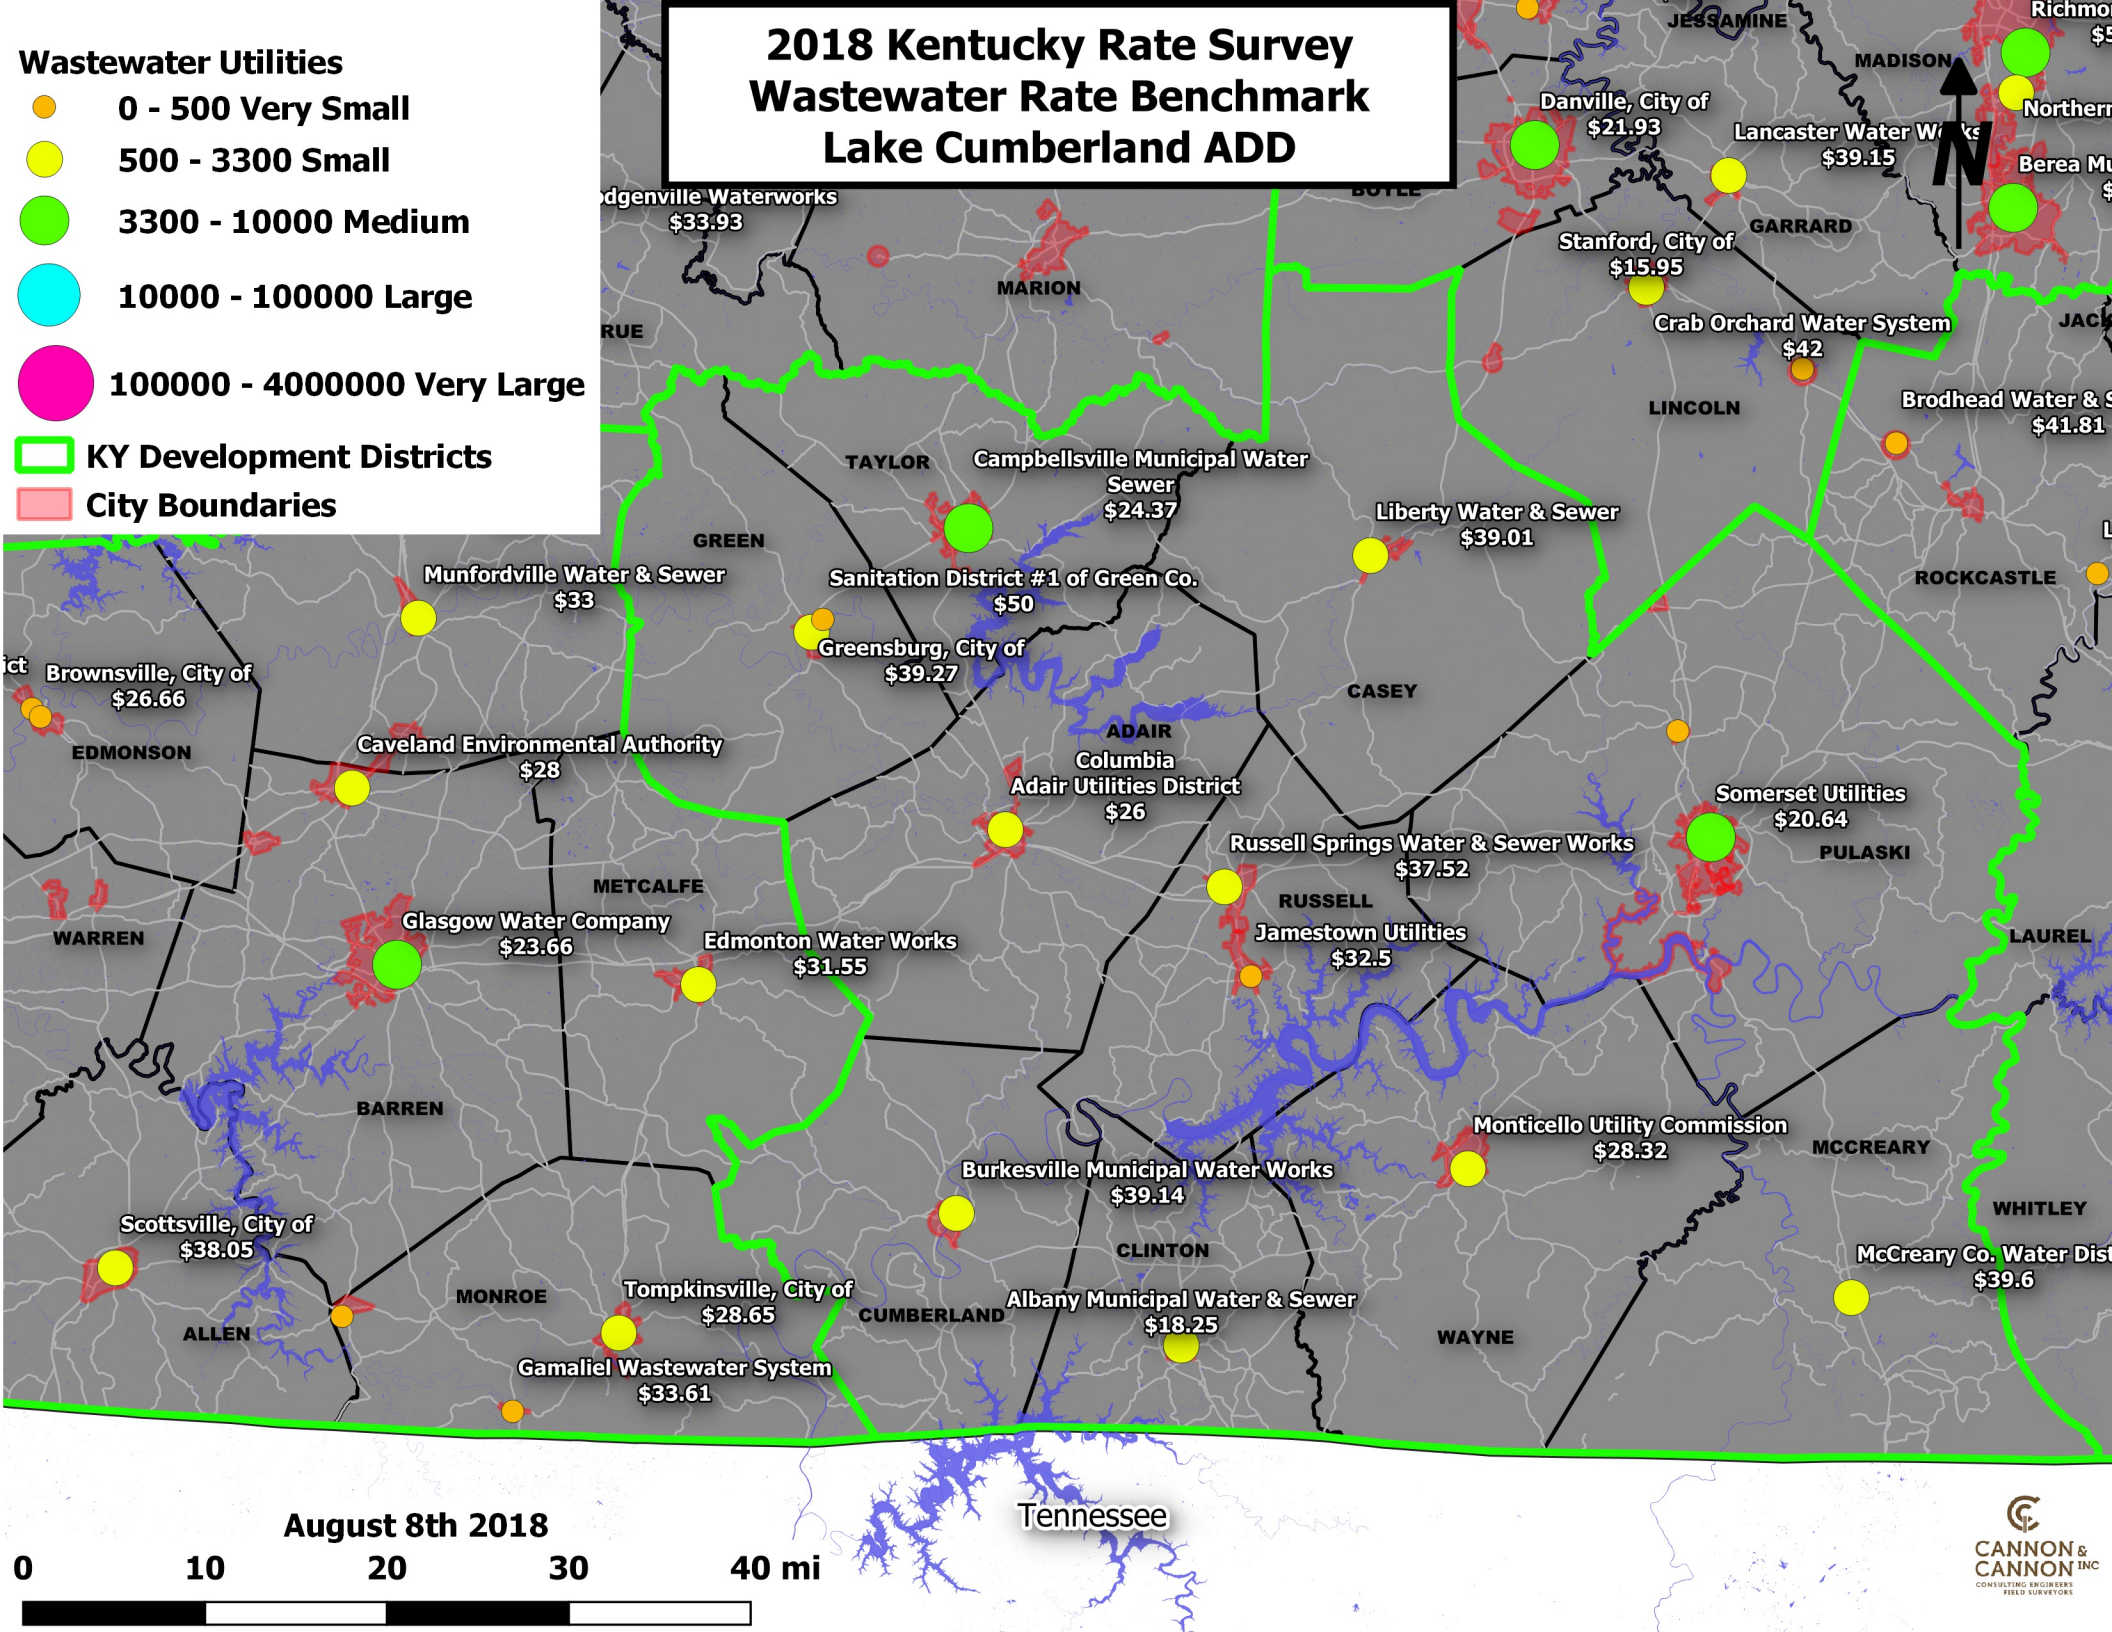 2018 Kentucky Rate Survey
Wastewater Rate Benchmark
Lake Cumberland ADD
Wastewater Utilities
0 - 500 Very Small
500 - 3300 Small
3300 - 10000 Medium
10000 - 100000 Large
100000 - 4000000 Very Large
KY Development Districts
City Boundaries
JESSAMINE
MADISON
Danville, City of
$21.93
Lancaster Water Works
$39.15
N
BOYLE
GARRARD
Stanford, City of
$15.95
$33.93
MARION
Crab Orchard Water System
$42
LINCOLN
$41.81
TAYLOR
Campbellsville Municipal Water
Sewer
$24.37
Liberty Water & Sewer
$39.01
GREEN
ROCKCASTLE
Munfordville Water & Sewer
$33
Sanitation District #1 of Green Co.
$50
Greensburg, City of
$39.27
Brownsville, City of
$26.66
EDMONSON
CASEY
ADAIR
Caveland Environmental Authority
$28
Columbia
Adair Utilities District
$26
Somerset Utilities
$20.64
PULASKI
Russell Springs Water & Sewer Works
$37.52
METCALFE
RUSSELL
Glasgow Water Company
$23.66
WARREN
Edmonton Water Works
$31.55
Jamestown Utilities
$32.5
LAUREL
BARREN
Monticello Utility Commission
$28.32
MCCREARY
Burkesville Municipal Water Works
$39.14
WHITLEY
Scottsville, City of
$38.05
CLINTON
McCreary Co. Water Dist
$39.6
MONROE
Tompkinsville, City of
$28.65
CUMBERLAND
Albany Municipal Water & Sewer
$18.25
ALLEN
WAYNE
Gamaliel Wastewater System
$33.61
Tennessee
August 8th 2018
0 10 20 30 40 mi
CANNON &
CANNON INC
CONSULTING ENGINEERS
FIELD SURVEYORS